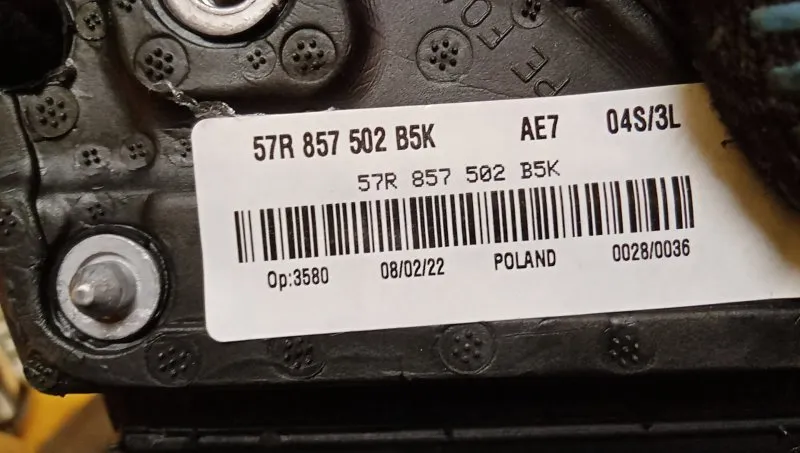 57R 857 502 B5K AE7 04S/3L
57R 857 502 B5K
Op:3580 08/02/22 POLAND 0028/0036